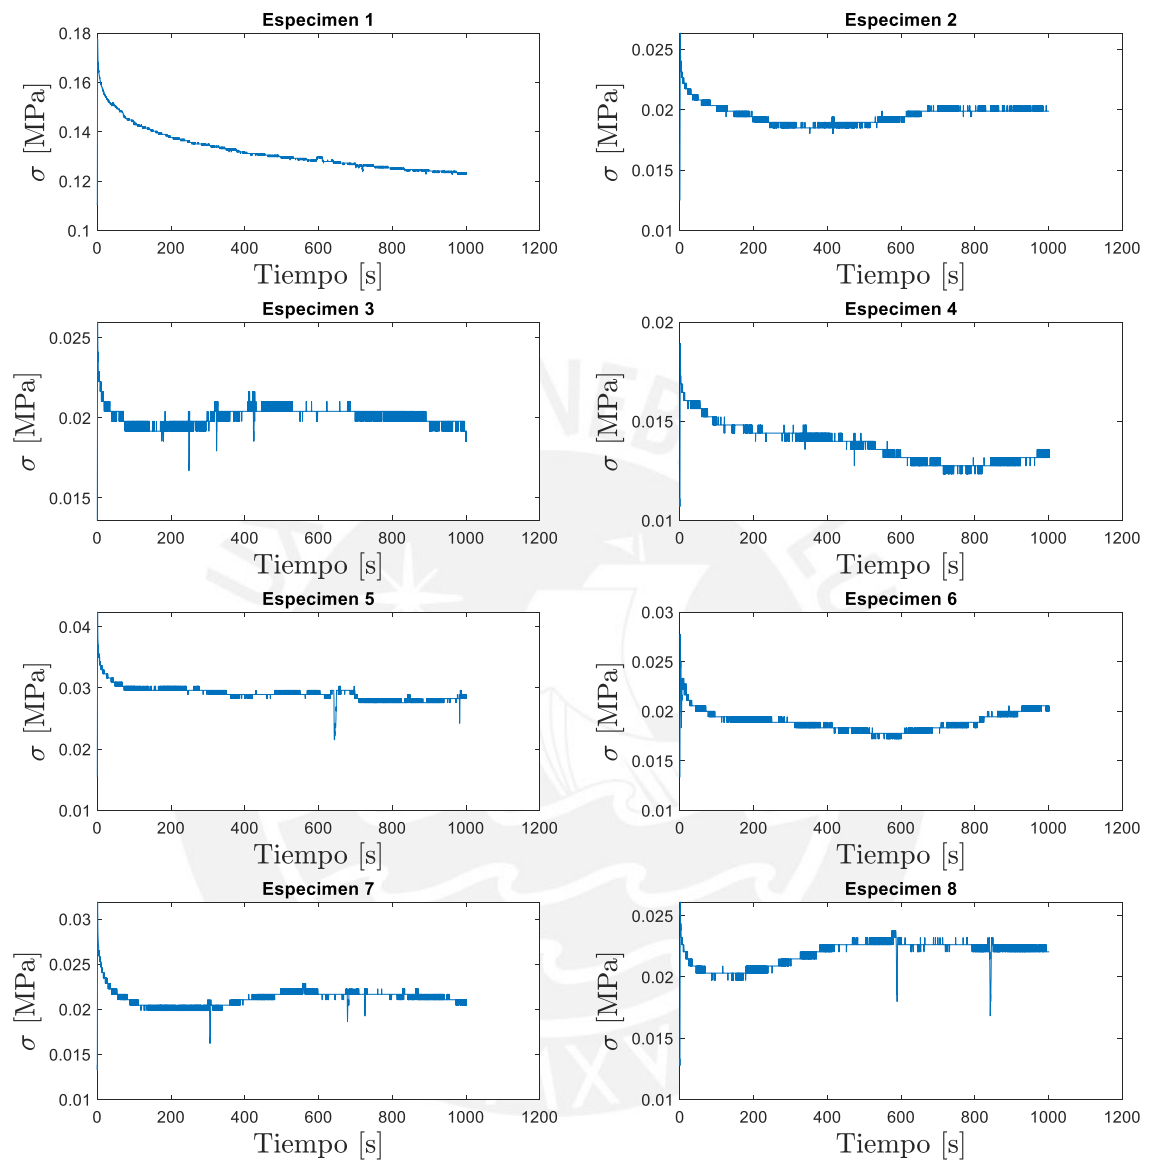 Especimen 1
0.18
0.16
0.14
0.12
0.1
σ [MPa]
0 200 400 600 800 1000 1200
Tiempo [s]
Especimen 2
0.025
0.02
0.015
0.01
σ [MPa]
0 200 400 600 800 1000 1200
Tiempo [s]
Especimen 3
0.025
0.02
0.015
σ [MPa]
0 200 400 600 800 1000 1200
Tiempo [s]
Especimen 4
0.02
0.015
0.01
σ [MPa]
0 200 400 600 800 1000 1200
Tiempo [s]
Especimen 5
0.04
0.03
0.02
0.01
σ [MPa]
0 200 400 600 800 1000 1200
Tiempo [s]
Especimen 6
0.03
0.025
0.02
0.015
0.01
σ [MPa]
0 200 400 600 800 1000 1200
Tiempo [s]
Especimen 7
0.03
0.025
0.02
0.015
0.01
σ [MPa]
0 200 400 600 800 1000 1200
Tiempo [s]
Especimen 8
0.025
0.02
0.015
0.01
σ [MPa]
0 200 400 600 800 1000 1200
Tiempo [s]